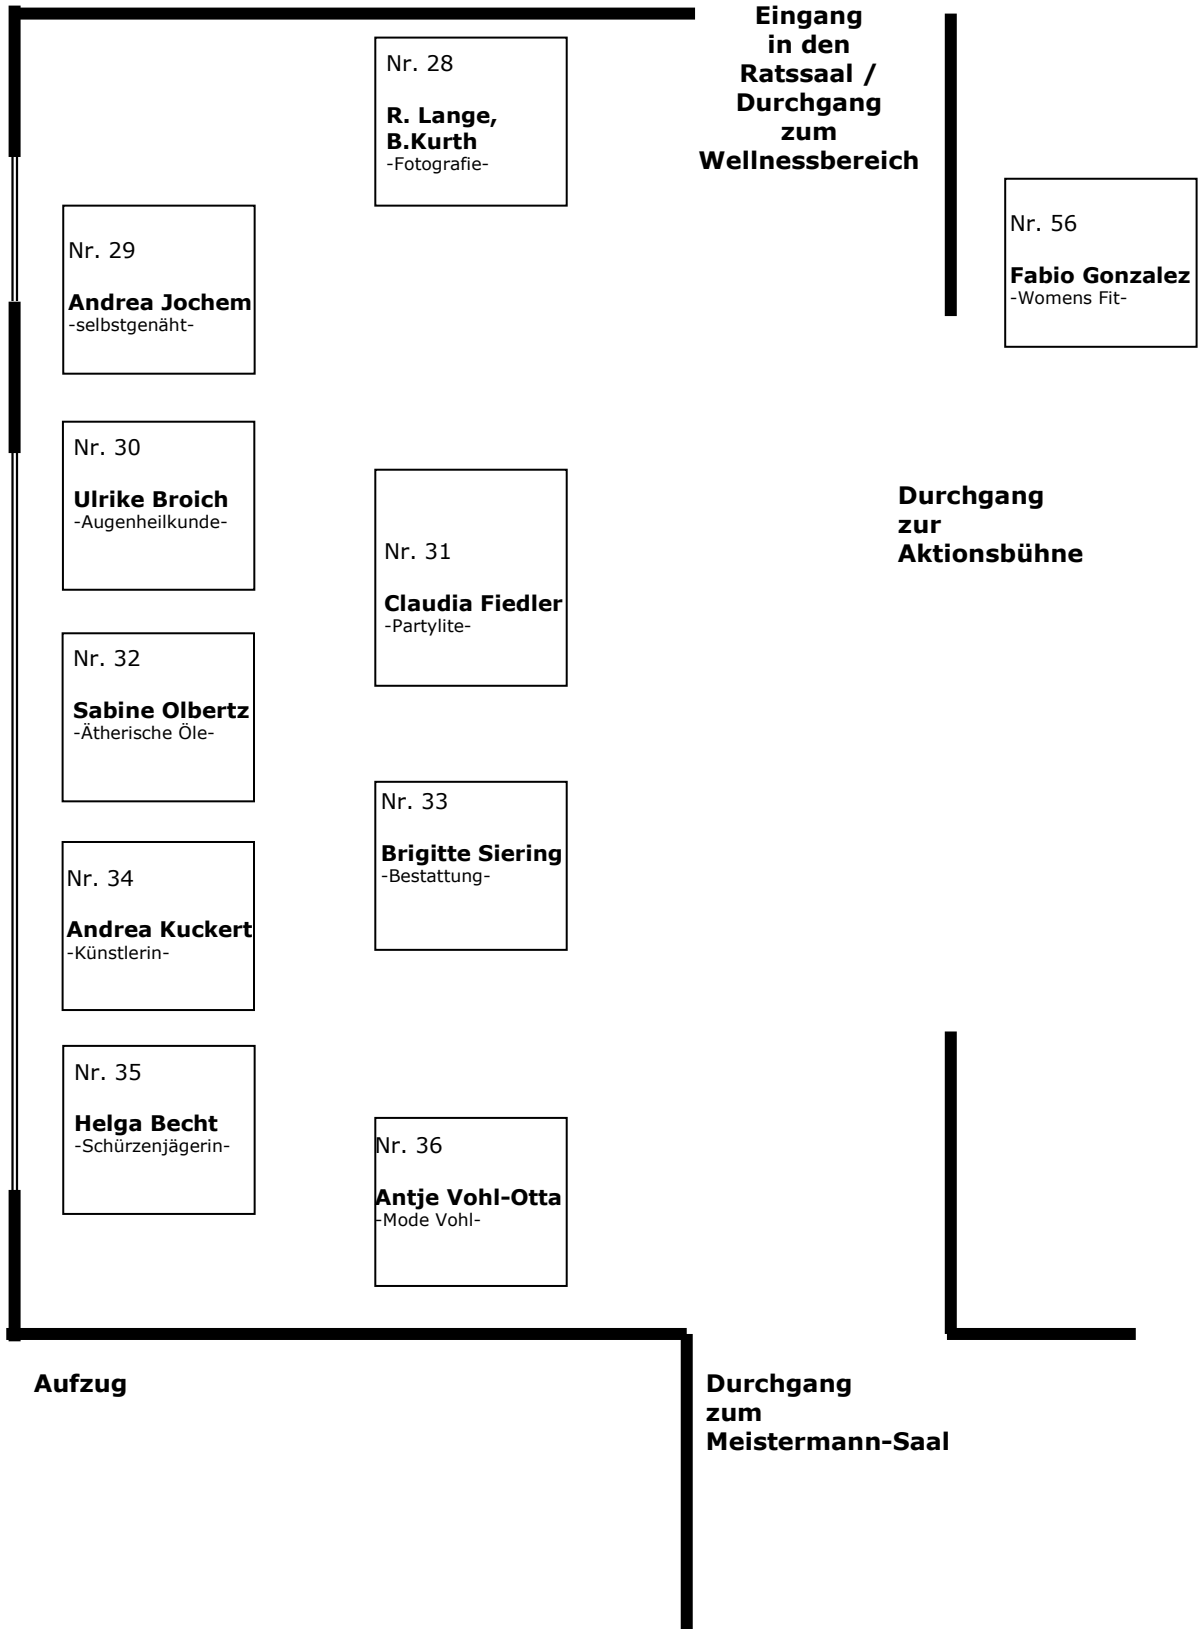 Eingang
in den
Ratssaal /
Durchgang
zum
Wellnessbereich
Nr. 28
R. Lange,
B.Kurth
-Fotografie-
Nr. 56
Fabio Gonzalez
-Womens Fit-
Nr. 29
Andrea Jochem
-selbstgenäht-
Nr. 30
Ulrike Broich
-Augenheilkunde-
Nr. 31
Claudia Fiedler
-Partylite-
Durchgang
zur
Aktionsbühne
Nr. 32
Sabine Olbertz
-Ätherische Öle-
Nr. 33
Brigitte Siering
-Bestattung-
Nr. 34
Andrea Kuckert
-Künstlerin-
Nr. 35
Helga Becht
-Schürzenjägerin-
Nr. 36
Antje Vohl-Otta
-Mode Vohl-
Aufzug
Durchgang
zum
Meistermann-Saal